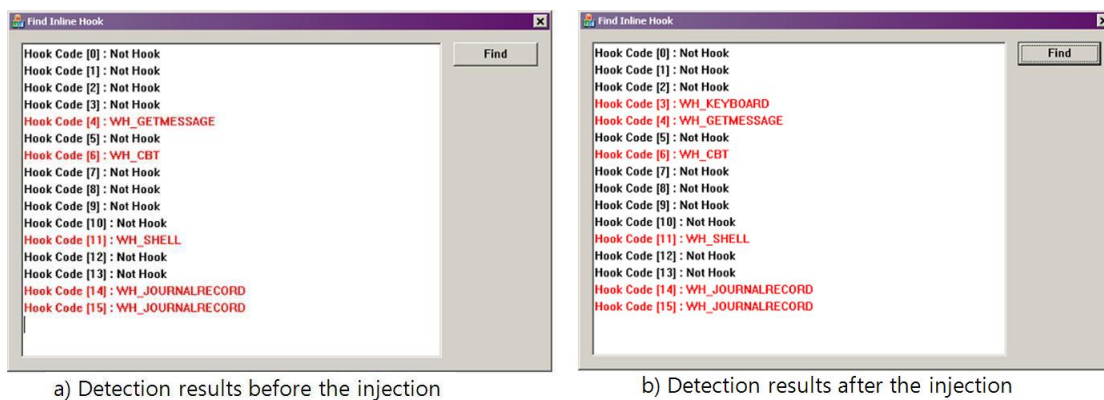 Find Inline Hook
Hook Code [0] : Not Hook
Hook Code [1] : Not Hook
Hook Code [2] : Not Hook
Hook Code [3] : Not Hook
Hook Code [4] : WH_GETMESSAGE
Hook Code [5] : Not Hook
Hook Code [6] : WH_CBT
Hook Code [7] : Not Hook
Hook Code [8] : Not Hook
Hook Code [9] : Not Hook
Hook Code [10] : Not Hook
Hook Code [11] : WH_SHELL
Hook Code [12] : Not Hook
Hook Code [13] : Not Hook
Hook Code [14] : WH_JOURNALRECORD
Hook Code [15] : WH_JOURNALRECORD
Find
a) Detection results before the injection
Find Inline Hook
Hook Code [0] : Not Hook
Hook Code [1] : Not Hook
Hook Code [2] : Not Hook
Hook Code [3] : WH_KEYBOARD
Hook Code [4] : WH_GETMESSAGE
Hook Code [5] : Not Hook
Hook Code [6] : WH_CBT
Hook Code [7] : Not Hook
Hook Code [8] : Not Hook
Hook Code [9] : Not Hook
Hook Code [10] : Not Hook
Hook Code [11] : WH_SHELL
Hook Code [12] : Not Hook
Hook Code [13] : Not Hook
Hook Code [14] : WH_JOURNALRECORD
Hook Code [15] : WH_JOURNALRECORD
Find
b) Detection results after the injection